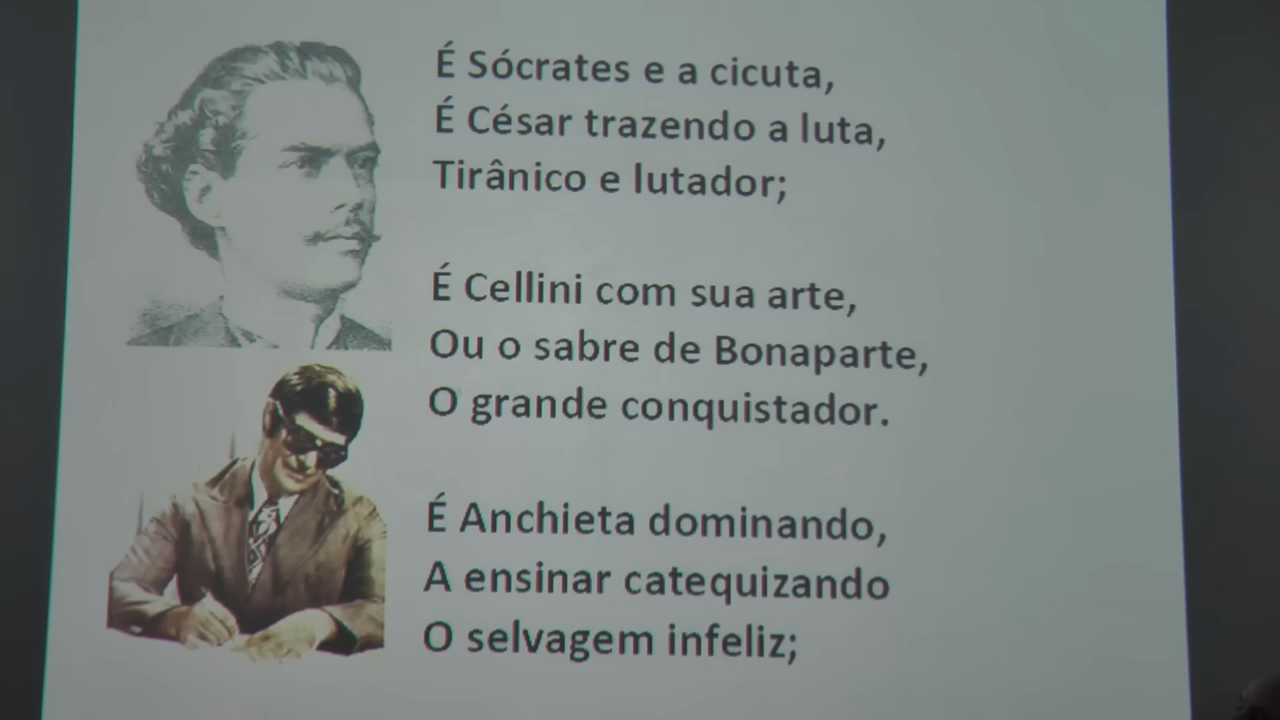 É Sócrates e a cicuta,
É César trazendo a luta,
Tirânico e lutador;
É Cellini com sua arte,
Ou o sabre de Bonaparte,
O grande conquistador.
É Anchieta dominando,
A ensinar catequizando
O selvagem infeliz;